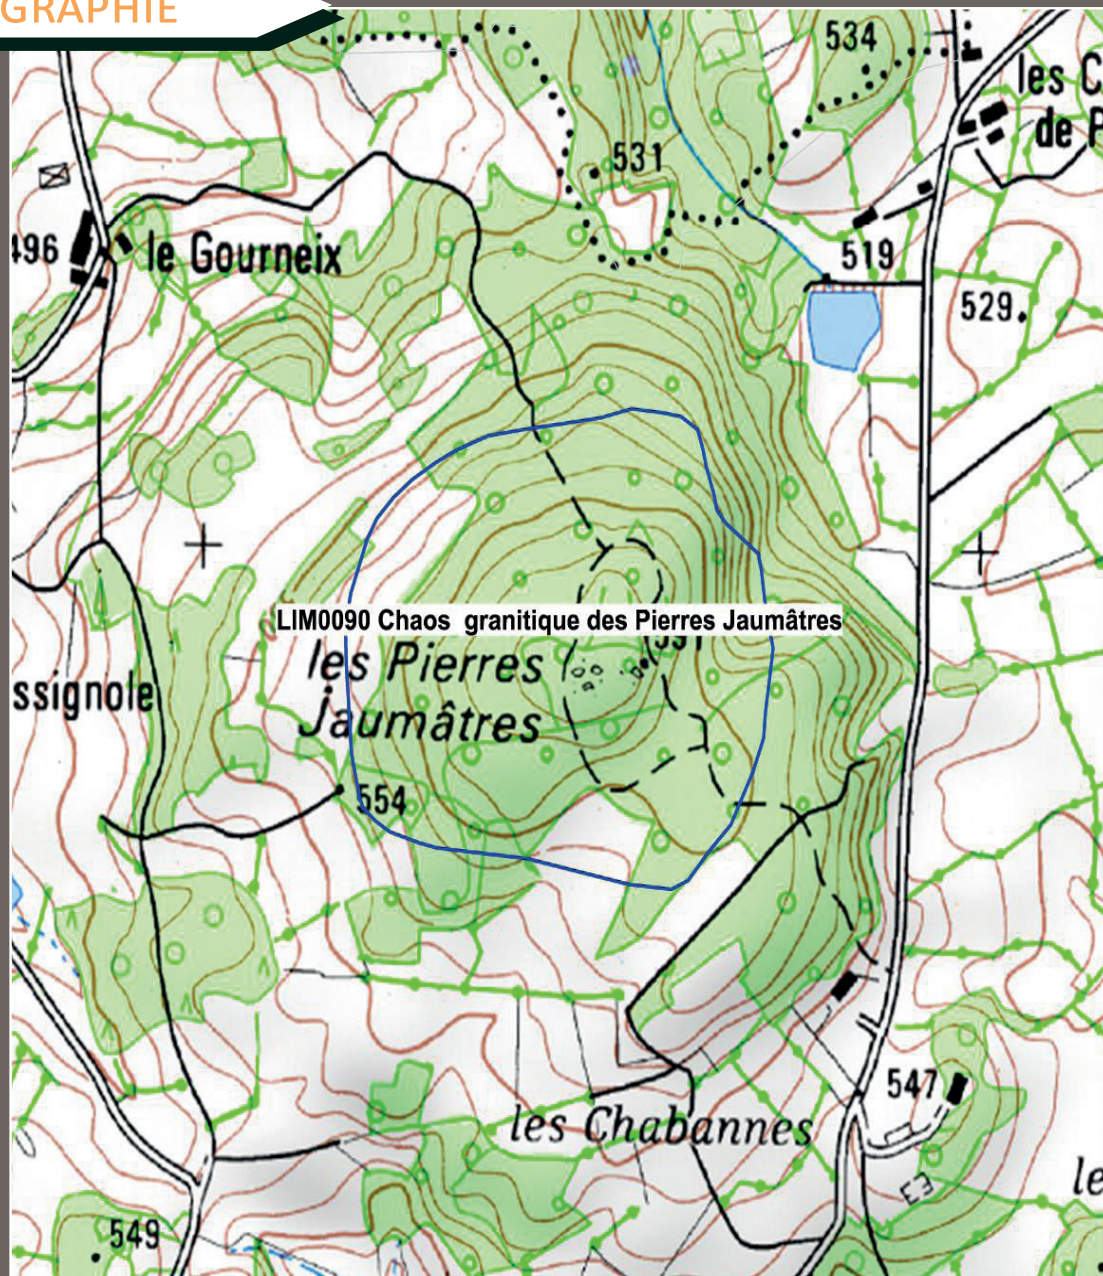 GRAPHIE
534
les C
de P
531
496
le Gourneix
519
529
LIM0090 Chaos granitique des Pierres Jaumâtres
les Pierres
Jaumâtres
ssignole
554
547
les Chabannes
le
549